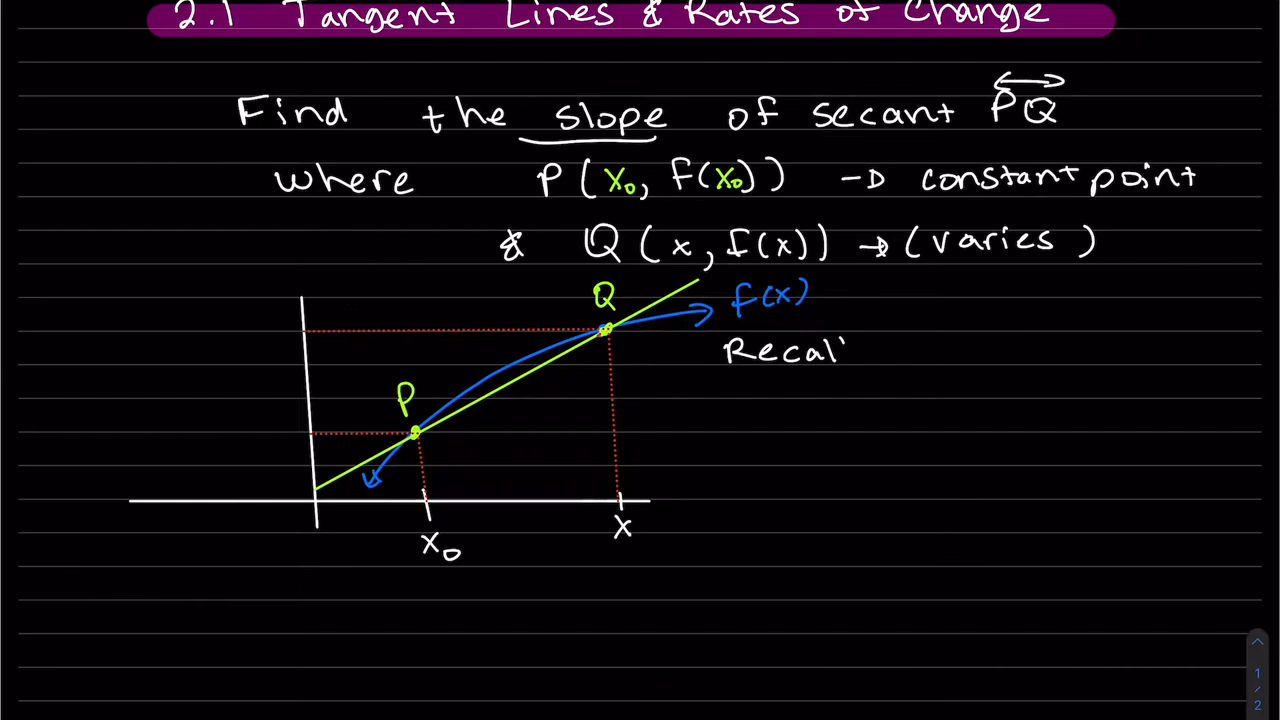 2.1 Tangent Lines & Rates of Change
Find the slope of secant PQ
where P(x₀, f(x₀)) → constant point
& Q(x, f(x)) → (varies)
Q
f(x)
Recal
P
x
x₀
1
/
2